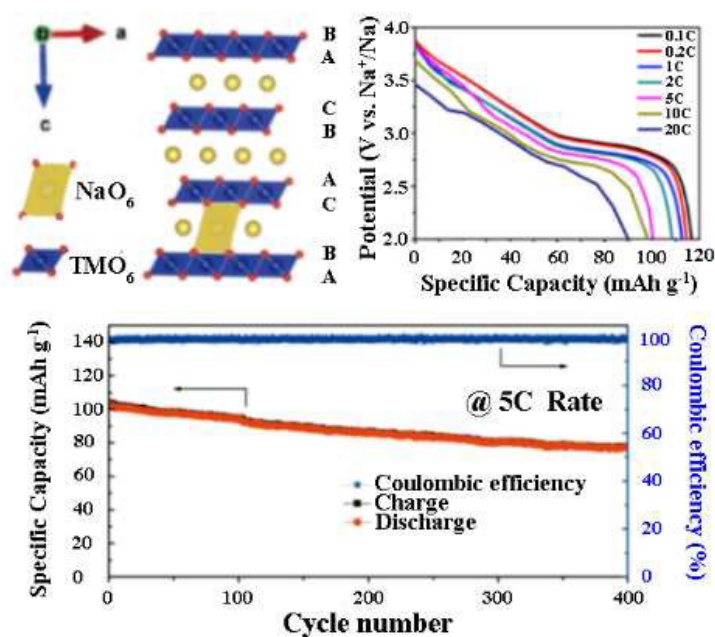 a
b
c
NaO6
TMO6
B
A
C
B
A
C
B
A
Potential (V vs. Na+/Na)
4.0
3.5
3.0
2.5
2.0
0.1C
0.2C
1C
2C
5C
10C
20C
0 20 40 60 80 100 120
Specific Capacity (mAh g-1)
Specific Capacity (mAh g-1)
140
120
100
80
60
40
20
0
@ 5C Rate
Coulombic efficiency
Charge
Discharge
100
80
60
40
20
0
Coulombic efficiency (%)
0 100 200 300 400
Cycle number